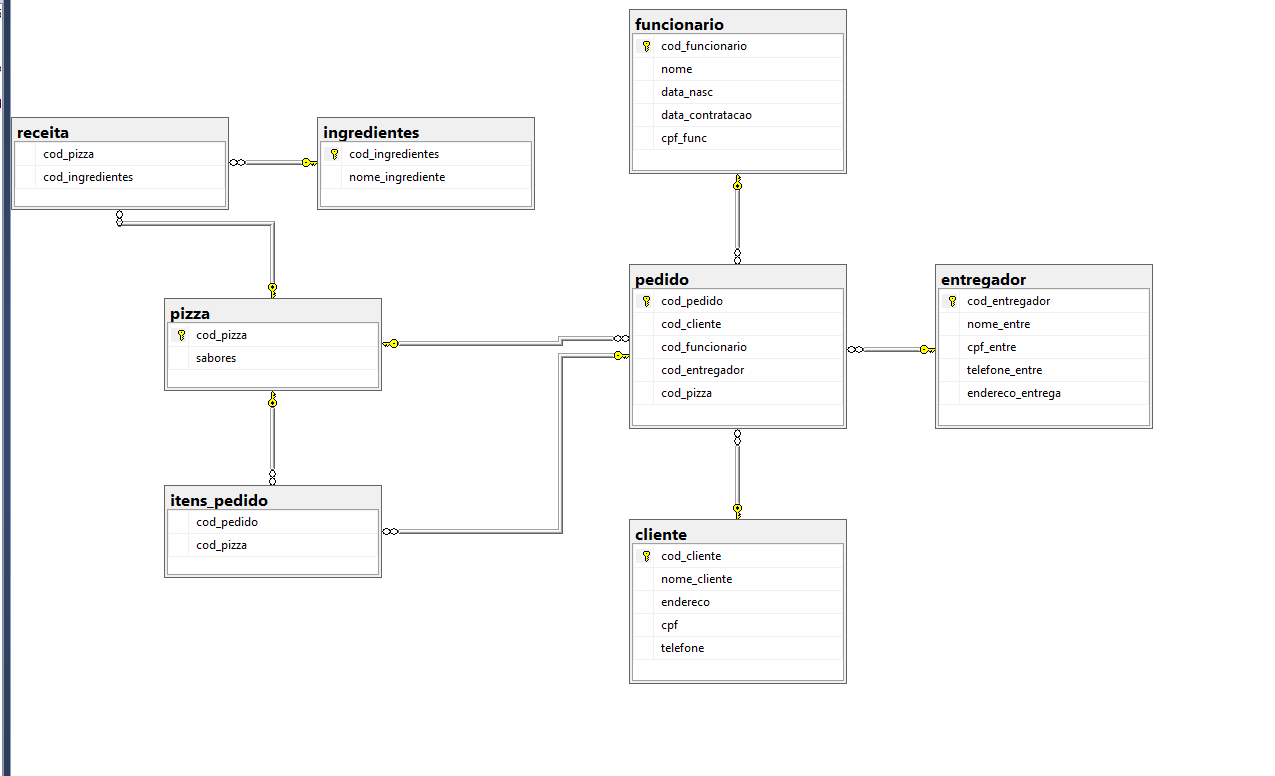 funcionario
cod_funcionario
nome
data_nasc
data_contratacao
cpf_func
receita
cod_pizza
cod_ingredientes
ingredientes
cod_ingredientes
nome_ingrediente
pizza
cod_pizza
sabores
pedido
cod_pedido
cod_cliente
cod_funcionario
cod_entregador
cod_pizza
entregador
cod_entregador
nome_entre
cpf_entre
telefone_entre
endereco_entrega
itens_pedido
cod_pedido
cod_pizza
cliente
cod_cliente
nome_cliente
endereco
cpf
telefone